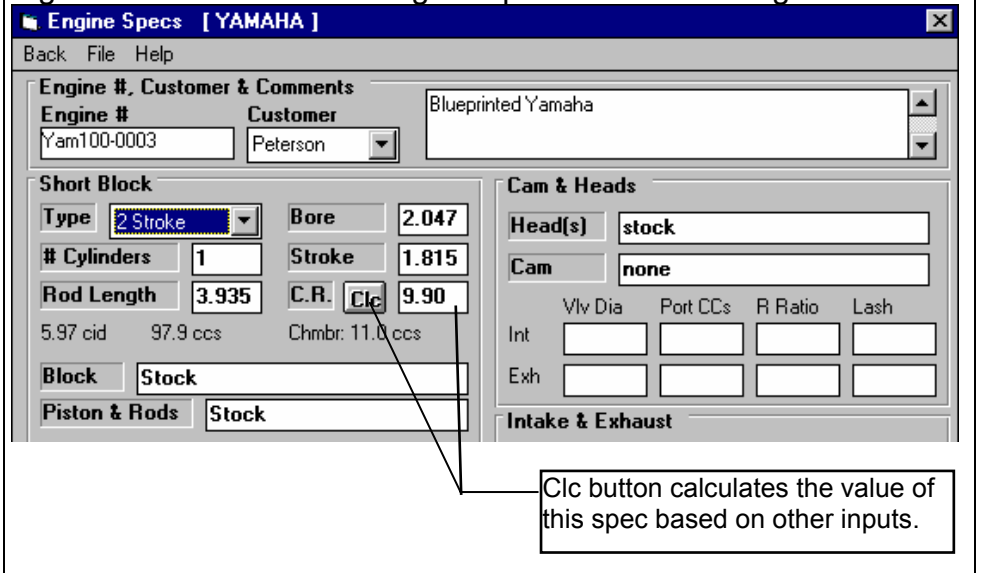 Engine Specs [ YAMAHA ]
Back File Help
Engine #, Customer & Comments
Engine # Customer
Yam100-0003 Peterson
Blueprinted Yamaha
Short Block
Type 2 Stroke Bore 2.047
# Cylinders 1 Stroke 1.815
Rod Length 3.935 C.R. Clc 9.90
5.97 cid 97.9 ccs Chmbr: 11.0 ccs
Block Stock
Piston & Rods Stock
Cam & Heads
Head(s) stock
Cam none
Vlv Dia Port CCs R Ratio Lash
Int
Exh
Intake & Exhaust
Clc button calculates the value of
this spec based on other inputs.